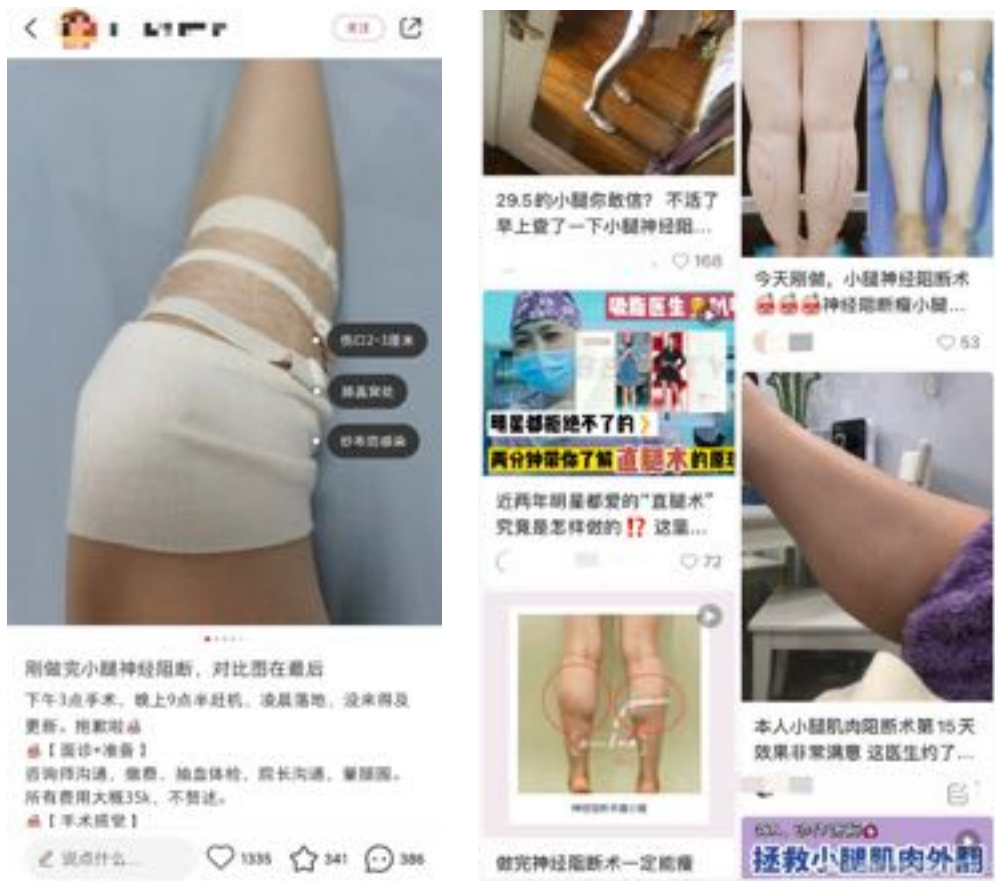 关注
伤口2-3厘米
膝盖窝处
纱布防感染
刚做完小腿神经阻断，对比图在最后
下午3点手术，晚上9点半赶机，凌晨落地，没来得及
更新。抱歉啦
【面诊+准备】
咨询师沟通，缴费，抽血体检，院长沟通，量腿围。
所有费用大概35k，不赘述。
【手术感觉】
说点什么...
1335
341
386
29.5的小腿你敢信？ 不活了
早上查了一下小腿神经阻...
168
吸脂医生
明星都拒绝不了的
两分钟带你了解直腿术的原理
近两年明星都爱的“直腿术”
究竟是怎样做的⁉️ 这里...
72
做完神经阻断术一定能瘦
今天刚做，小腿神经阻断术
神经阻断瘦小腿...
53
本人小腿肌肉阻断术第15天
效果非常满意 这医生约了...
拯救小腿肌肉外翻